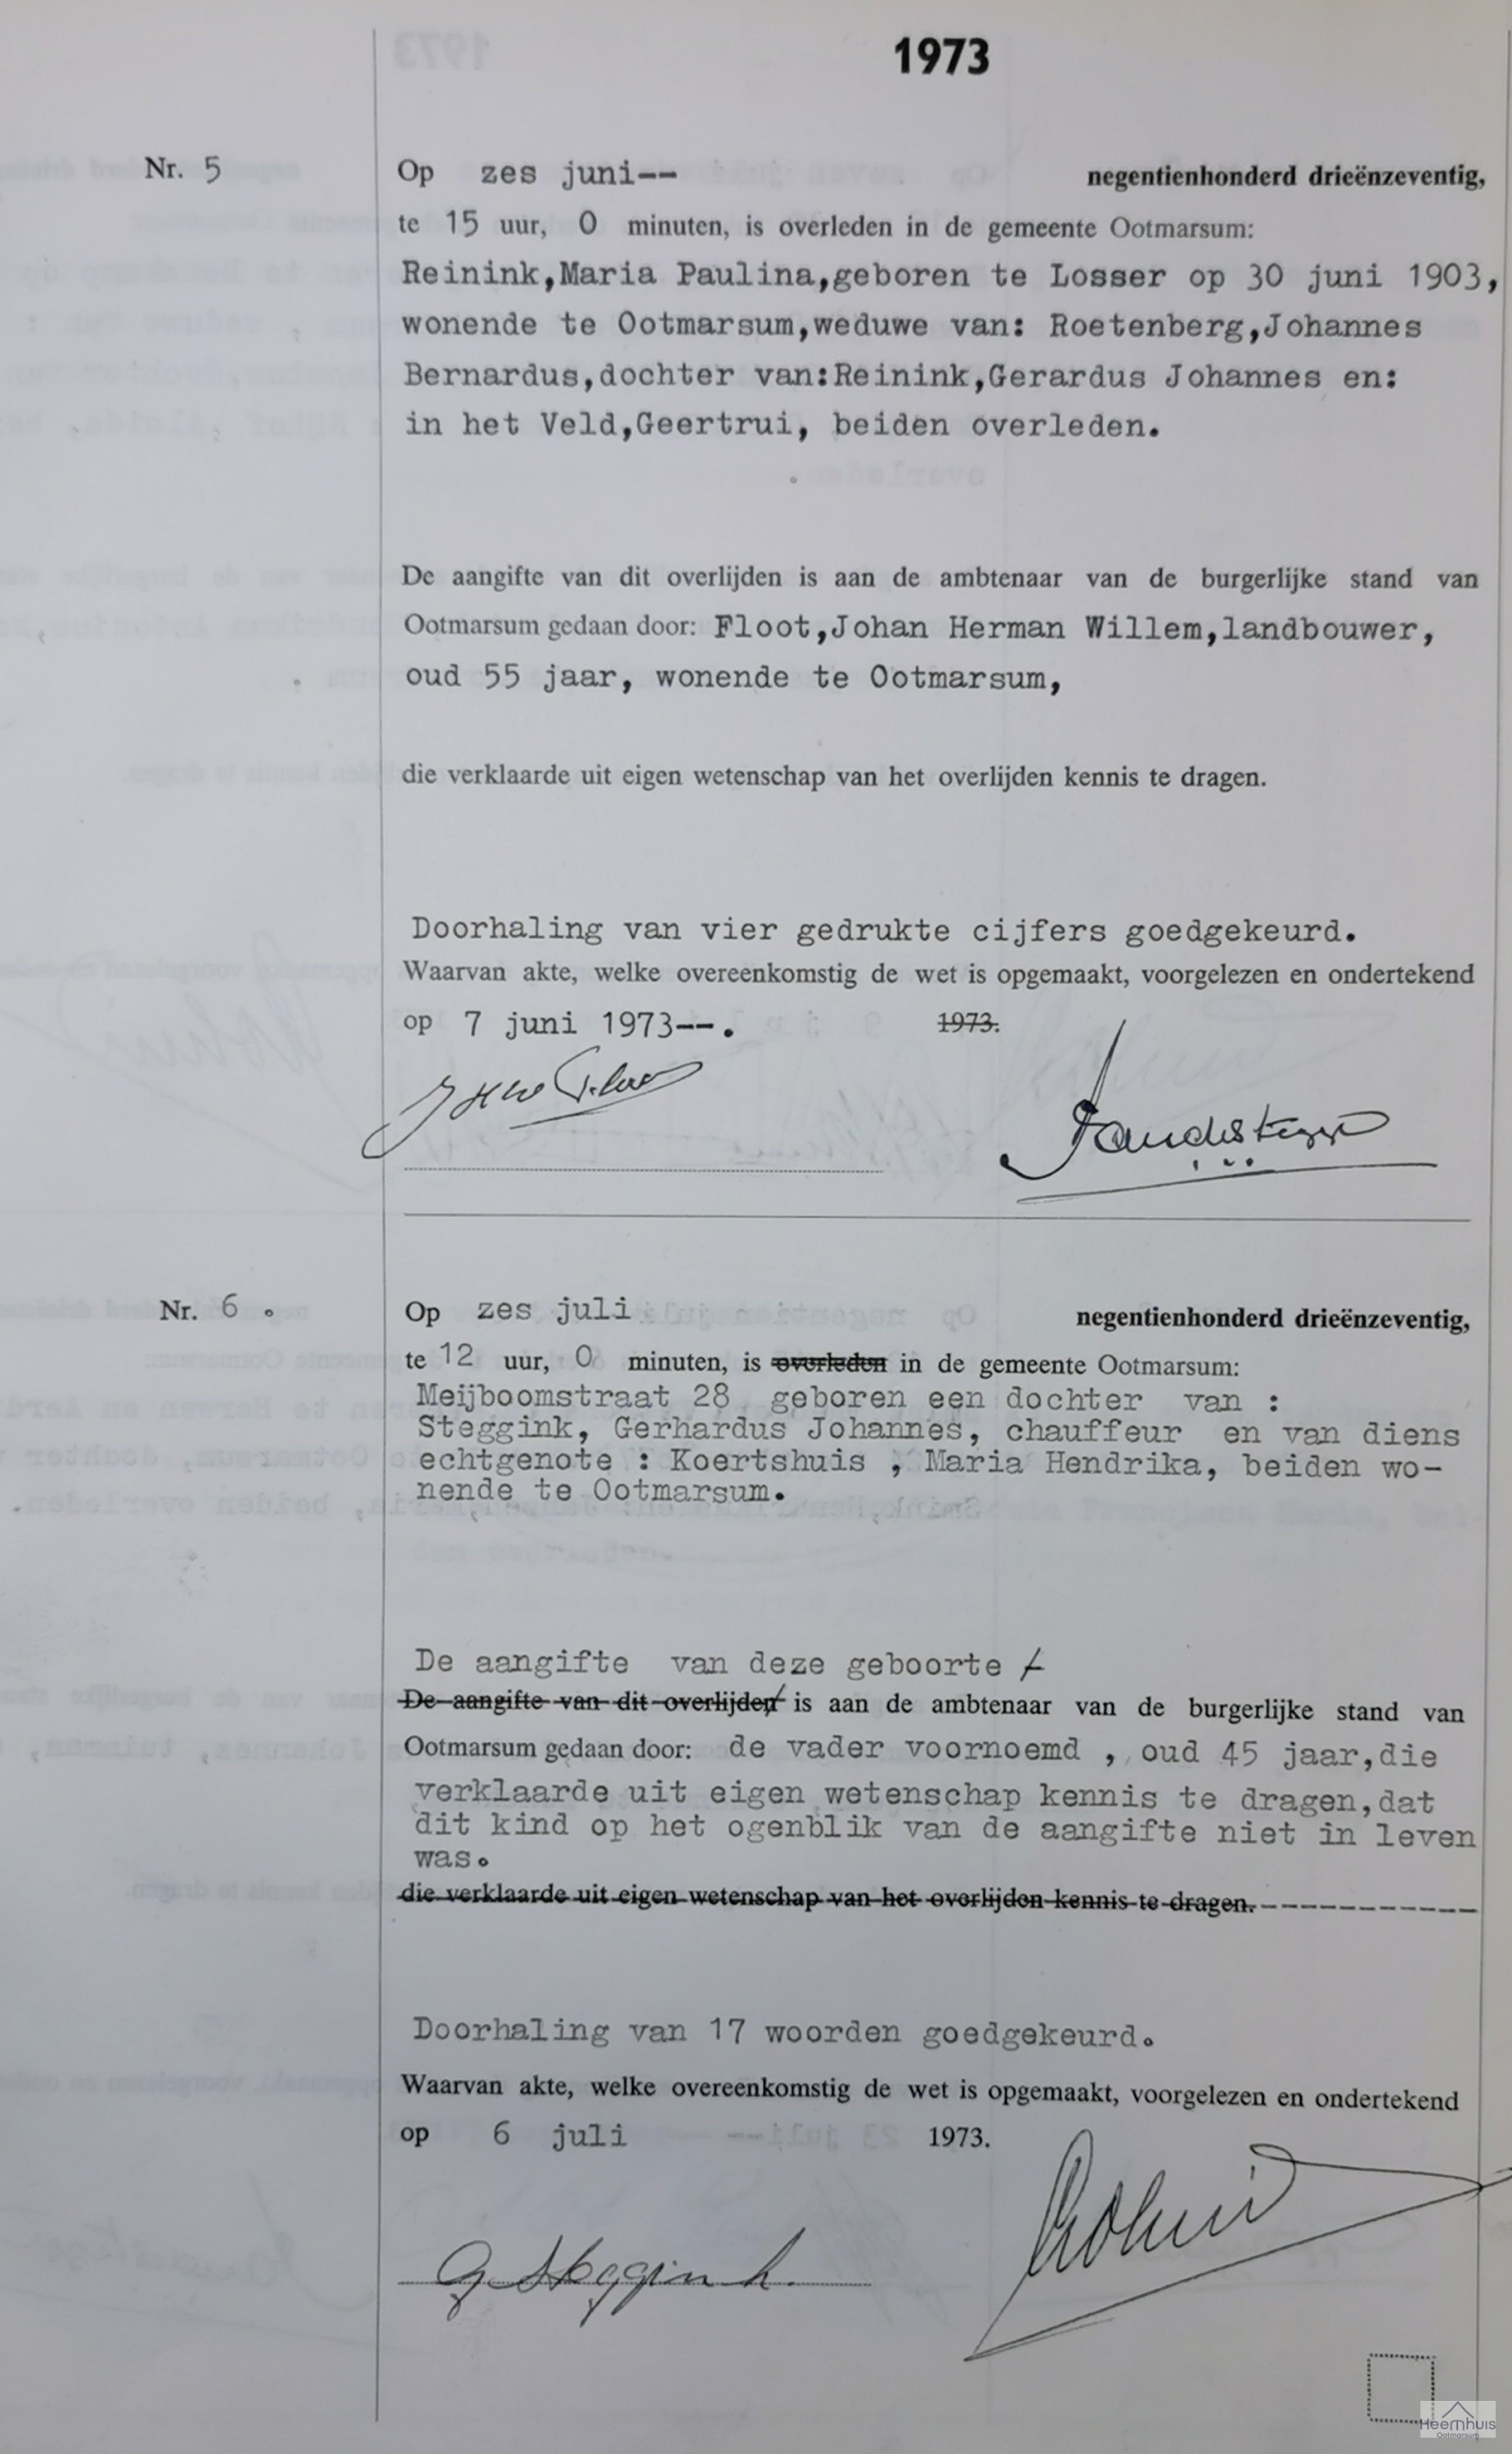 1973
Nr. 5
Op zes juni-- negentienhonderd drieënzeventig,
te 15 uur, 0 minuten, is overleden in de gemeente Ootmarsum:
Reinink,Maria Paulina,geboren te Losser op 30 juni 1903,
wonende te Ootmarsum,weduwe van: Roetenberg,Johannes
Bernardus,dochter van:Reinink,Gerardus Johannes en:
in het Veld,Geertrui, beiden overleden.
De aangifte van dit overlijden is aan de ambtenaar van de burgerlijke stand van
Ootmarsum gedaan door: Floot,Johan Herman Willem,landbouwer,
oud 55 jaar, wonende te Ootmarsum,
die verklaarde uit eigen wetenschap van het overlijden kennis te dragen.
Doorhaling van vier gedrukte cijfers goedgekeurd.
Waarvan akte, welke overeenkomstig de wet is opgemaakt, voorgelezen en ondertekend
op 7 juni 1973--. 1973.
Nr. 6.
Op zes juli negentienhonderd drieënzeventig,
te 12 uur, 0 minuten, is overleden in de gemeente Ootmarsum:
Meijboomstraat 28 geboren een dochter van :
Steggink, Gerhardus Johannes, chauffeur en van diens
echtgenote : Koertshuis , Maria Hendrika, beiden wo-
nende te Ootmarsum.
De aangifte van deze geboorte /-
De aangifte van dit overlijden is aan de ambtenaar van de burgerlijke stand van
Ootmarsum gedaan door: de vader voornoemd , oud 45 jaar,die
verklaarde uit eigen wetenschap kennis te dragen,dat
dit kind op het ogenblik van de aangifte niet in leven
was.
die verklaarde uit eigen wetenschap van het overlijden kennis te dragen.------------
Doorhaling van 17 woorden goedgekeurd.
Waarvan akte, welke overeenkomstig de wet is opgemaakt, voorgelezen en ondertekend
op 6 juli 1973.
G Steggink.
Heemhuis
Ootmarsum